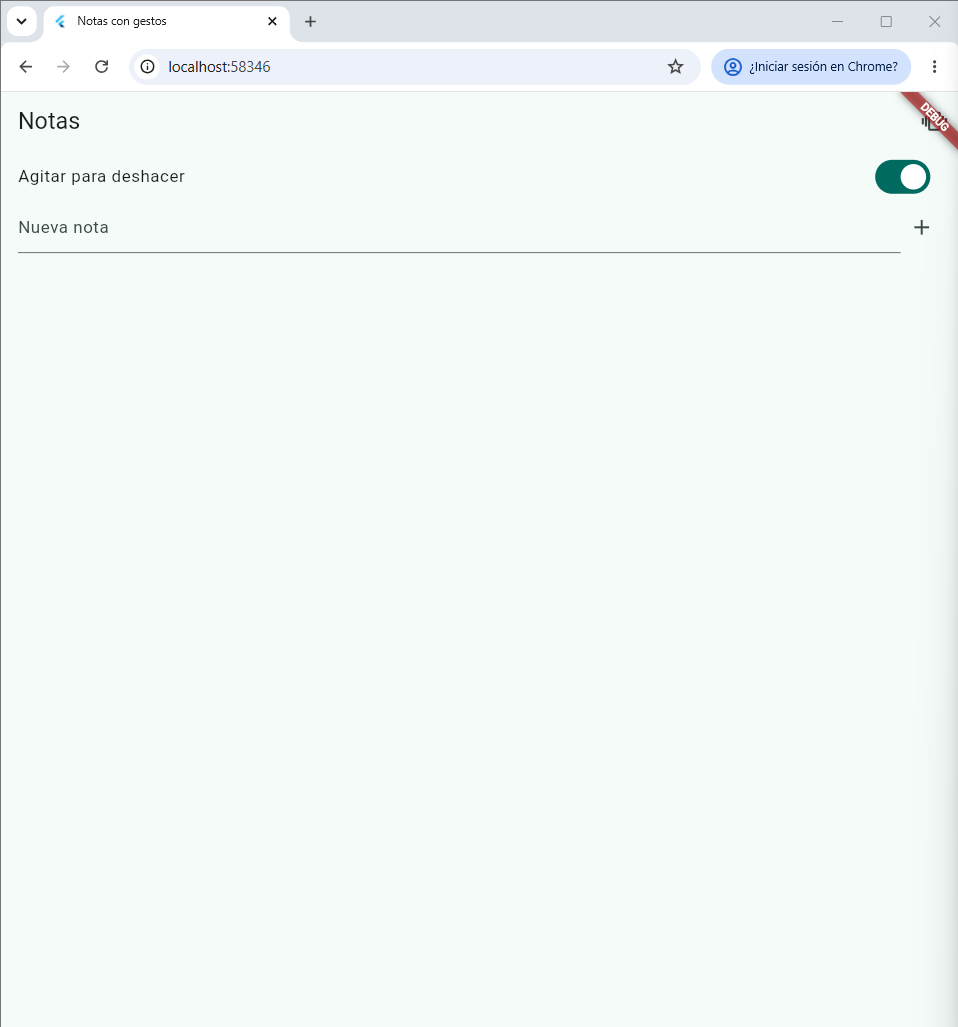 Notas con gestos
localhost:58346
¿Iniciar sesión en Chrome?
DEBUG
Notas
Agitar para deshacer
Nueva nota